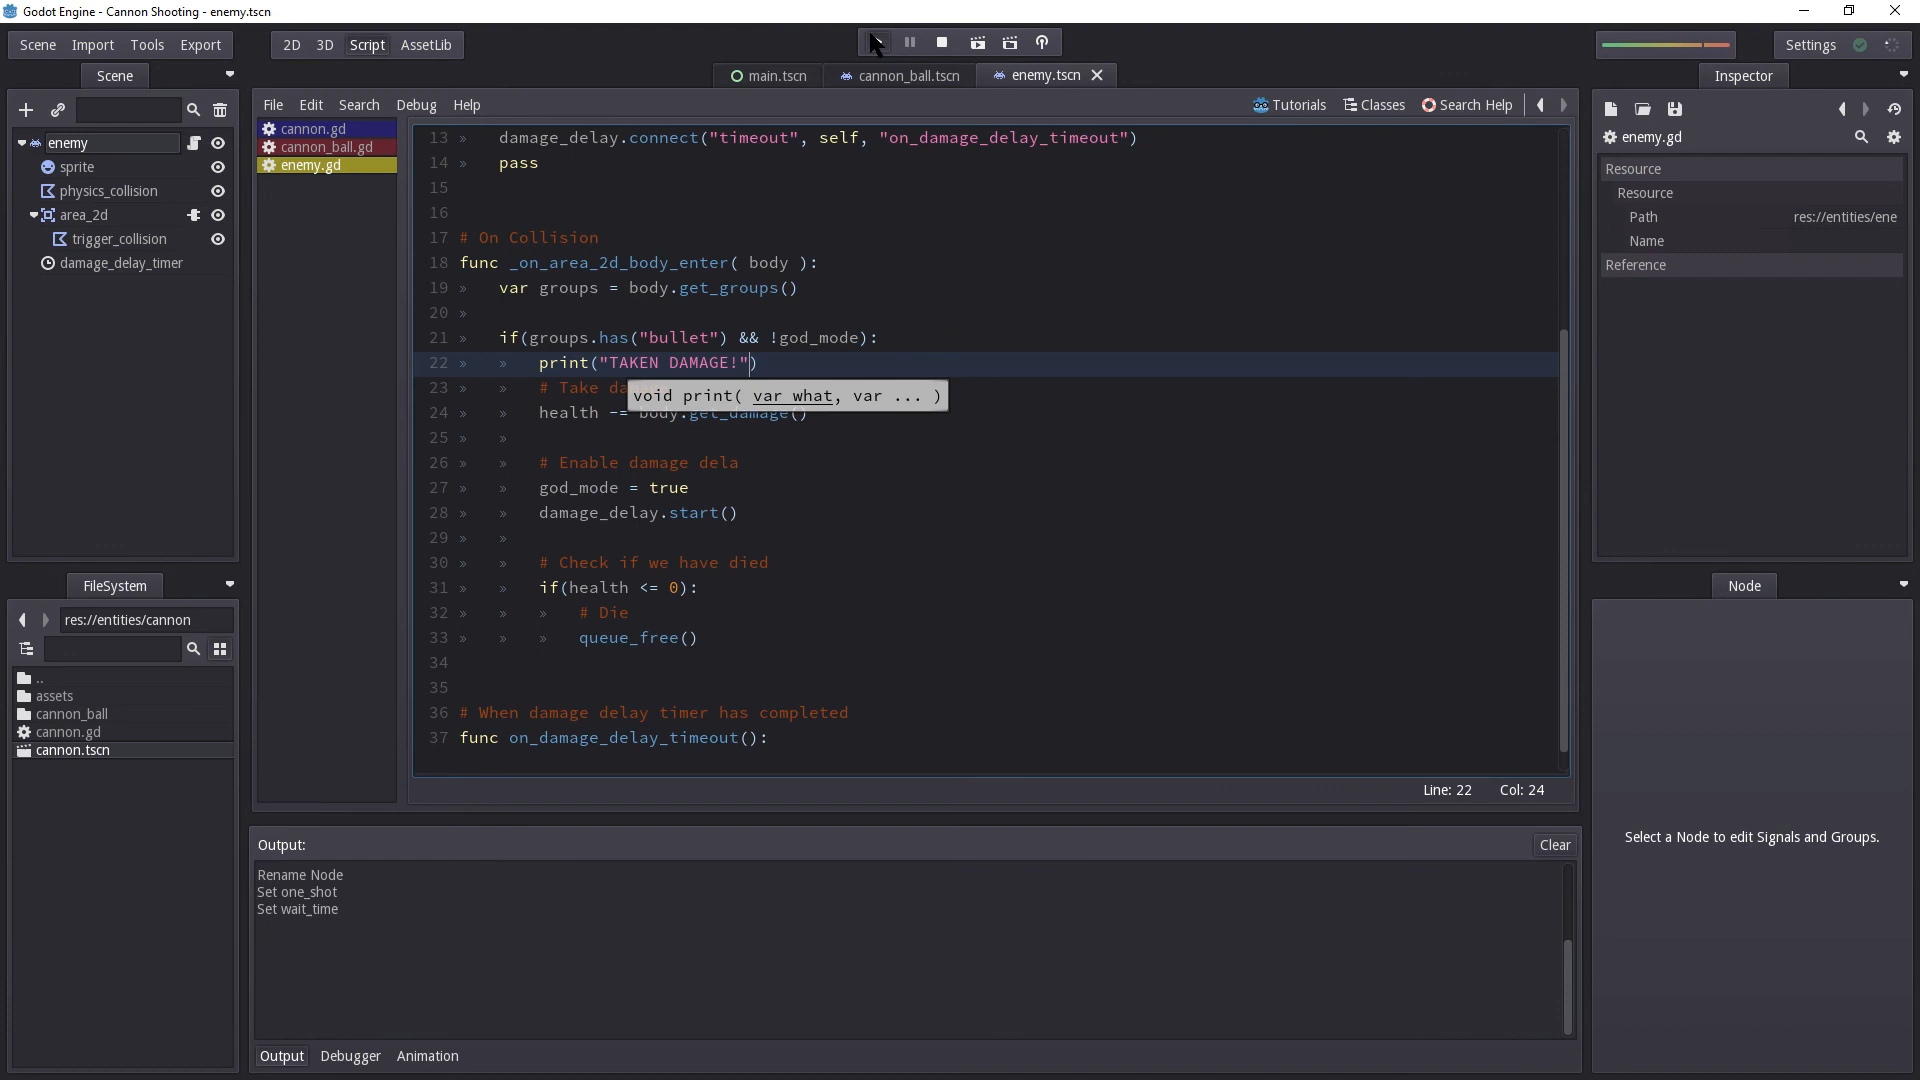 Godot Engine - Cannon Shooting - enemy.tscn
Scene Import Tools Export
2D 3D Script AssetLib
Settings
Scene
main.tscn cannon_ball.tscn enemy.tscn
Inspector
File Edit Search Debug Help
Tutorials Classes Search Help
enemy
sprite
physics_collision
area_2d
trigger_collision
damage_delay_timer
cannon.gd
cannon_ball.gd
enemy.gd
13 » damage_delay.connect("timeout", self, "on_damage_delay_timeout")
14 » pass
15
16
17 # On Collision
18 func _on_area_2d_body_enter( body ):
19 » var groups = body.get_groups()
20 »
21 » if(groups.has("bullet") && !god_mode):
22 » » print("TAKEN DAMAGE!")
23 » » # Take da
void print( var what, var ... )
24 » » health -= body.get_damage()
25 » »
26 » » # Enable damage dela
27 » » god_mode = true
28 » » damage_delay.start()
29 » »
30 » » # Check if we have died
31 » » if(health <= 0):
32 » » » # Die
33 » » » queue_free()
34
35
36 # When damage delay timer has completed
37 func on_damage_delay_timeout():
Line: 22 Col: 24
enemy.gd
Resource
Resource
Path res://entities/ene
Name
Reference
FileSystem
res://entities/cannon
..
assets
cannon_ball
cannon.gd
cannon.tscn
Output:
Clear
Rename Node
Set one_shot
Set wait_time
Output Debugger Animation
Node
Select a Node to edit Signals and Groups.